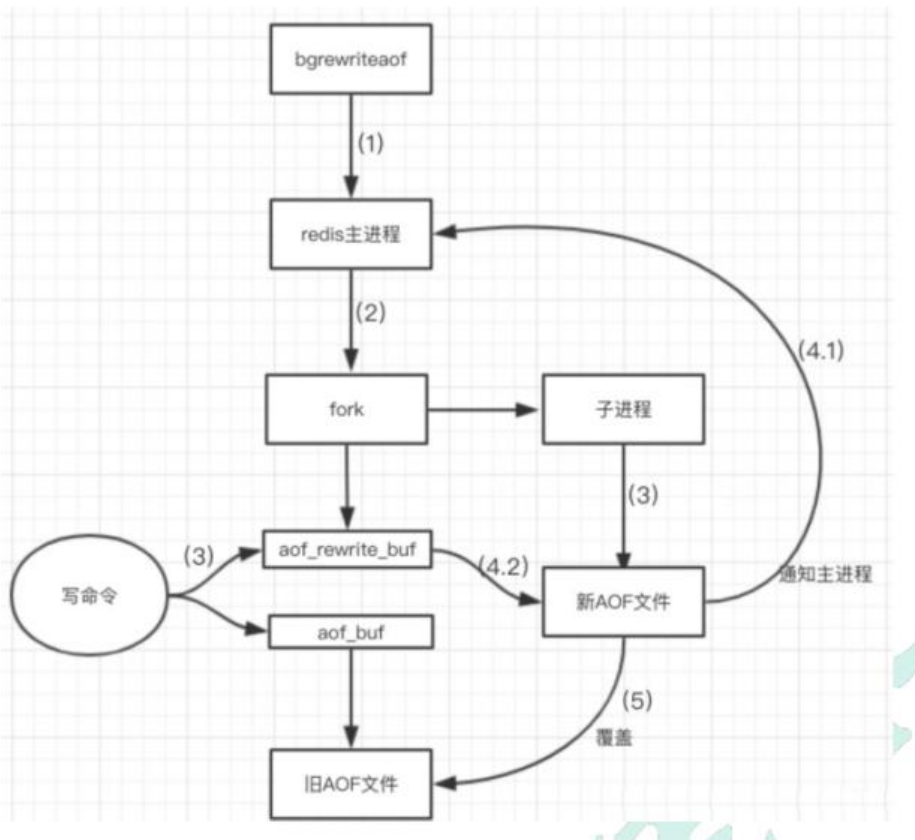 bgrewriteaof
(1)
redis主进程
(2)
(4.1)
fork
子进程
(3)
(3)
aof_rewrite_buf
(4.2)
通知主进程
写命令
新AOF文件
aof_buf
(5)
覆盖
旧AOF文件